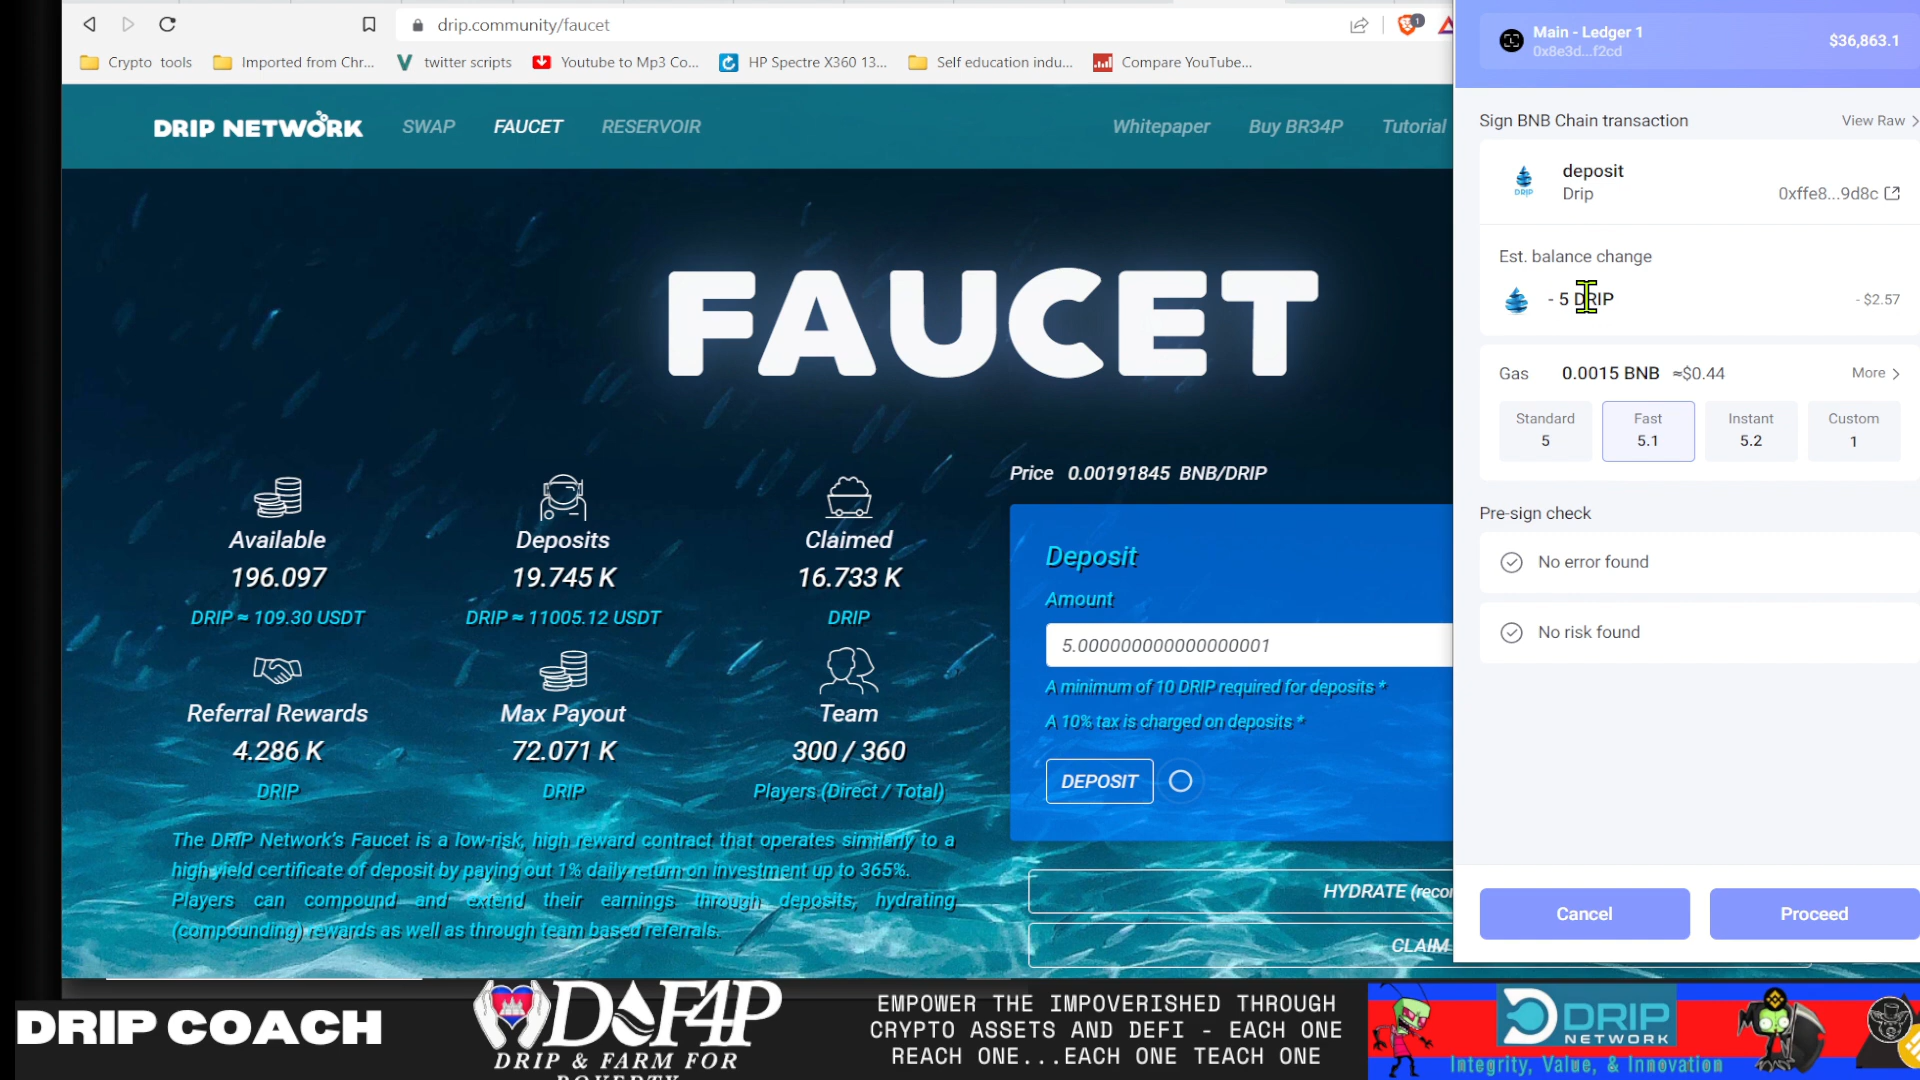 drip.community/faucet
1
Crypto tools
Imported from Chr...
twitter scripts
Youtube to Mp3 Co...
HP Spectre X360 13...
Self education indu...
Compare YouTube...
DRIP NETWORK
SWAP
FAUCET
RESERVOIR
Whitepaper
Buy BR34P
Tutorial
FAUCET
Available
196.097
DRIP ≈ 109.30 USDT
Deposits
19.745 K
DRIP ≈ 11005.12 USDT
Claimed
16.733 K
DRIP
Referral Rewards
4.286 K
DRIP
Max Payout
72.071 K
DRIP
Team
300 / 360
Players (Direct / Total)
The DRIP Network's Faucet is a low-risk, high reward contract that operates similarly to a
high yield certificate of deposit by paying out 1% daily return on investment up to 365%.
Players can compound and extend their earnings through deposits, hydrating
(compounding) rewards as well as through team based referrals.
Price 0.00191845 BNB/DRIP
Deposit
Amount
5.000000000000000001
A minimum of 10 DRIP required for deposits *
A 10% tax is charged on deposits *
DEPOSIT
HYDRATE (recom
CLAIM
Main - Ledger 1
0x8e3d...f2cd
$36,863.1
Sign BNB Chain transaction
View Raw
deposit
DRIP
Drip
0xffe8...9d8c
Est. balance change
- 5 DRIP
- $2.57
Gas 0.0015 BNB ≈$0.44
More
Standard
5
Fast
5.1
Instant
5.2
Custom
1
Pre-sign check
No error found
No risk found
Cancel
Proceed
DRIP COACH
DOF4P
DRIP & FARM FOR
POVERTY
EMPOWER THE IMPOVERISHED THROUGH
CRYPTO ASSETS AND DEFI - EACH ONE
REACH ONE...EACH ONE TEACH ONE
DRIP
NETWORK
Integrity, Value, & Innovation